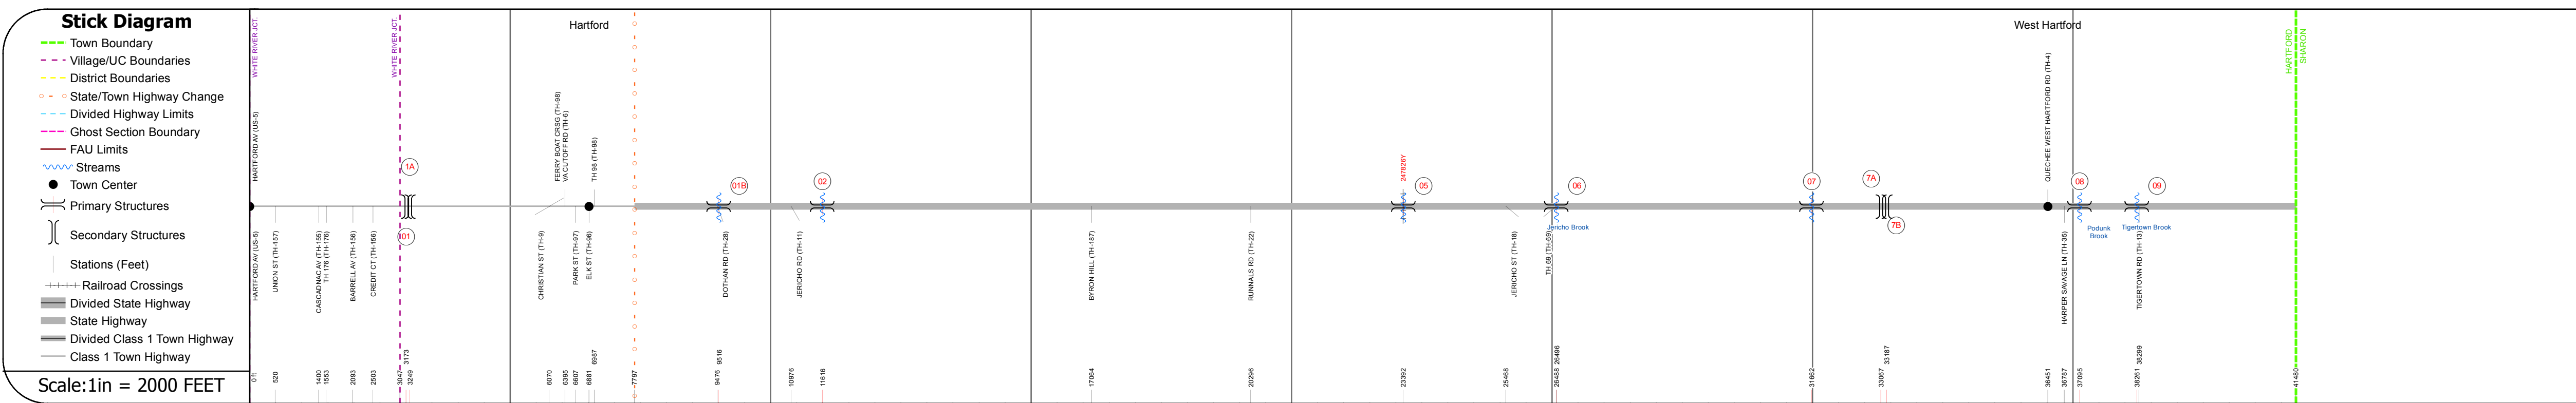 Stick Diagram
Town Boundary
Village/UC Boundaries
District Boundaries
State/Town Highway Change
Divided Highway Limits
Ghost Section Boundary
FAU Limits
Streams
Town Center
Primary Structures
Secondary Structures
Stations (Feet)
Railroad Crossings
Divided State Highway
State Highway
Divided Class 1 Town Highway
Class 1 Town Highway
Scale:1in = 2000 FEET
Hartford
West Hartford
WHITE RIVER JCT.
WHITE RIVER JCT.
HARTFORD
SHARON
HARTFORD AV (US-5)
FERRY BOAT CRSG (TH-98)
VA CUTOFF RD (TH-6)
TH 98 (TH-98)
247826Y
QUECHEE WEST HARTFORD RD (TH-4)
1A
01
01B
02
05
06
07
7A
7B
08
09
Jericho Brook
Podunk
Brook
Tigertown Brook
HARTFORD AV (US-5)
UNION ST (TH-157)
CASCADNAC AV (TH-155)
TH 176 (TH-176)
BARRELL AV (TH-156)
CREDIT CT (TH-156)
CHRISTIAN ST (TH-9)
PARK ST (TH-97)
ELK ST (TH-96)
DOTHAN RD (TH-28)
JERICHO RD (TH-11)
BYRON HILL (TH-187)
RUNNALS RD (TH-22)
JERICHO ST (TH-18)
TH 69 (TH-69)
HARPER SAVAGE LN (TH-35)
TIGERTOWN RD (TH-13)
0 ft
520
1400
1553
2093
2503
3047
3173
3249
6070
6395
6607
6881
6987
7797
9476
9516
10976
11616
17064
20296
23392
25468
26488
26496
31662
33067
33187
36451
36787
37095
38261
38299
41480